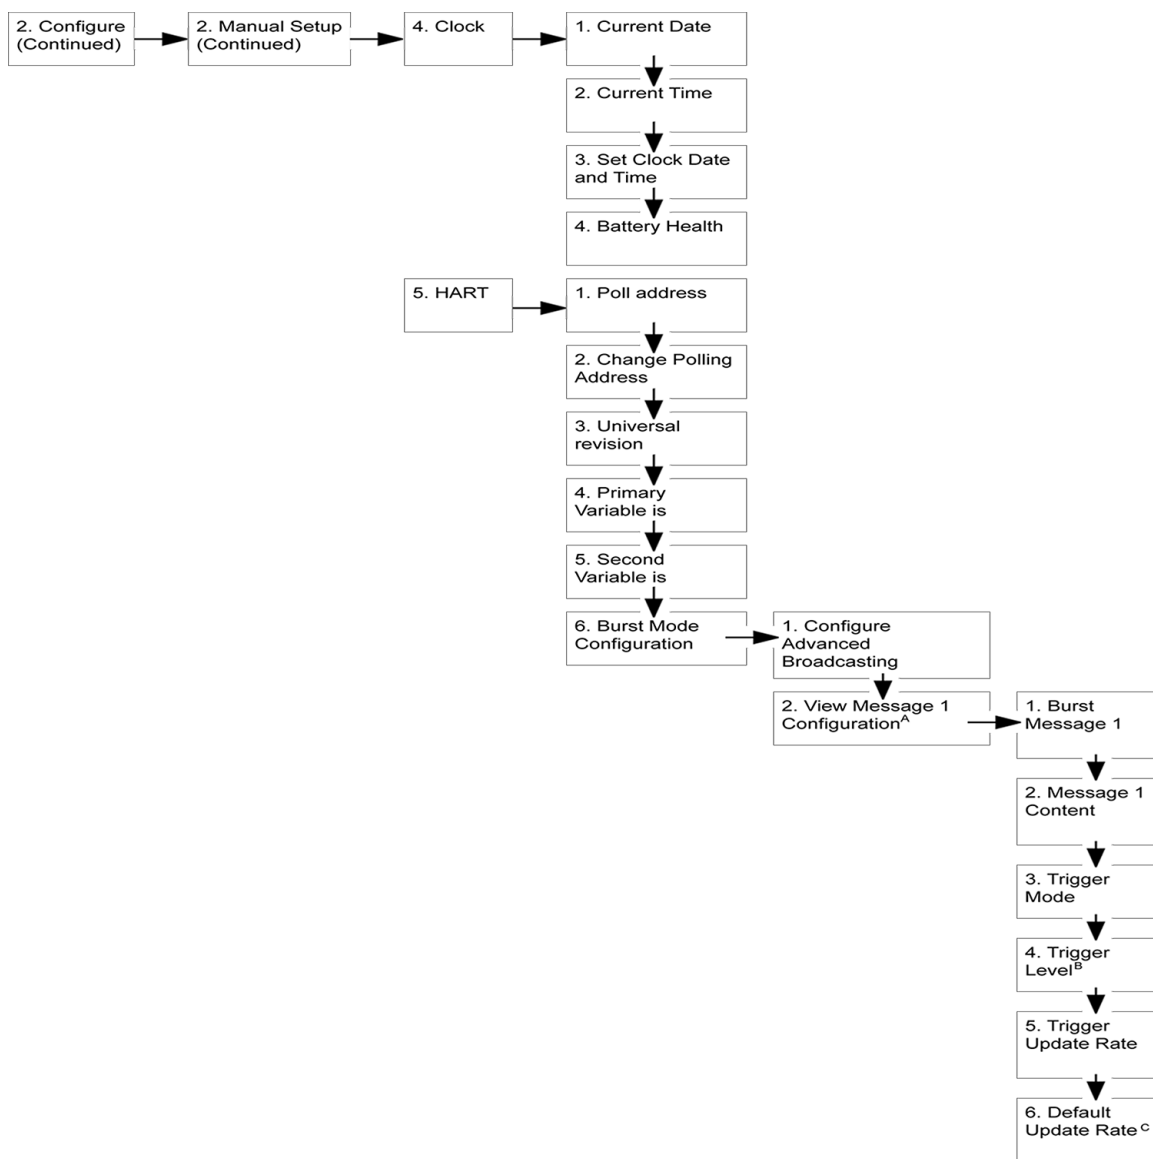 2. Configure
(Continued)
2. Manual Setup
(Continued)
4. Clock
1. Current Date
2. Current Time
3. Set Clock Date
and Time
4. Battery Health
5. HART
1. Poll address
2. Change Polling
Address
3. Universal
revision
4. Primary
Variable is
5. Second
Variable is
6. Burst Mode
Configuration
1. Configure
Advanced
Broadcasting
2. View Message 1
Configuration^A
1. Burst
Message 1
2. Message 1
Content
3. Trigger
Mode
4. Trigger
Level^B
5. Trigger
Update Rate
6. Default
Update Rate^C